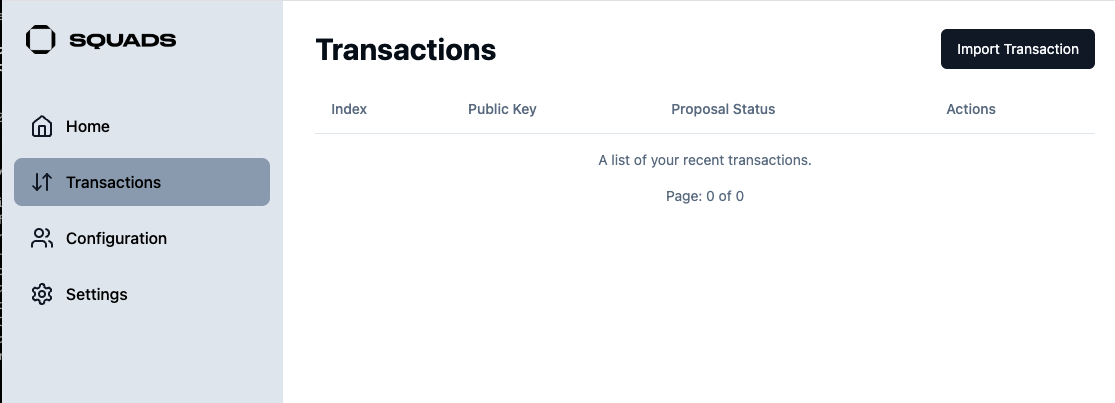 SQUADS
Home
Transactions
Configuration
Settings
Transactions
Import Transaction
Index Public Key Proposal Status Actions
A list of your recent transactions.
Page: 0 of 0